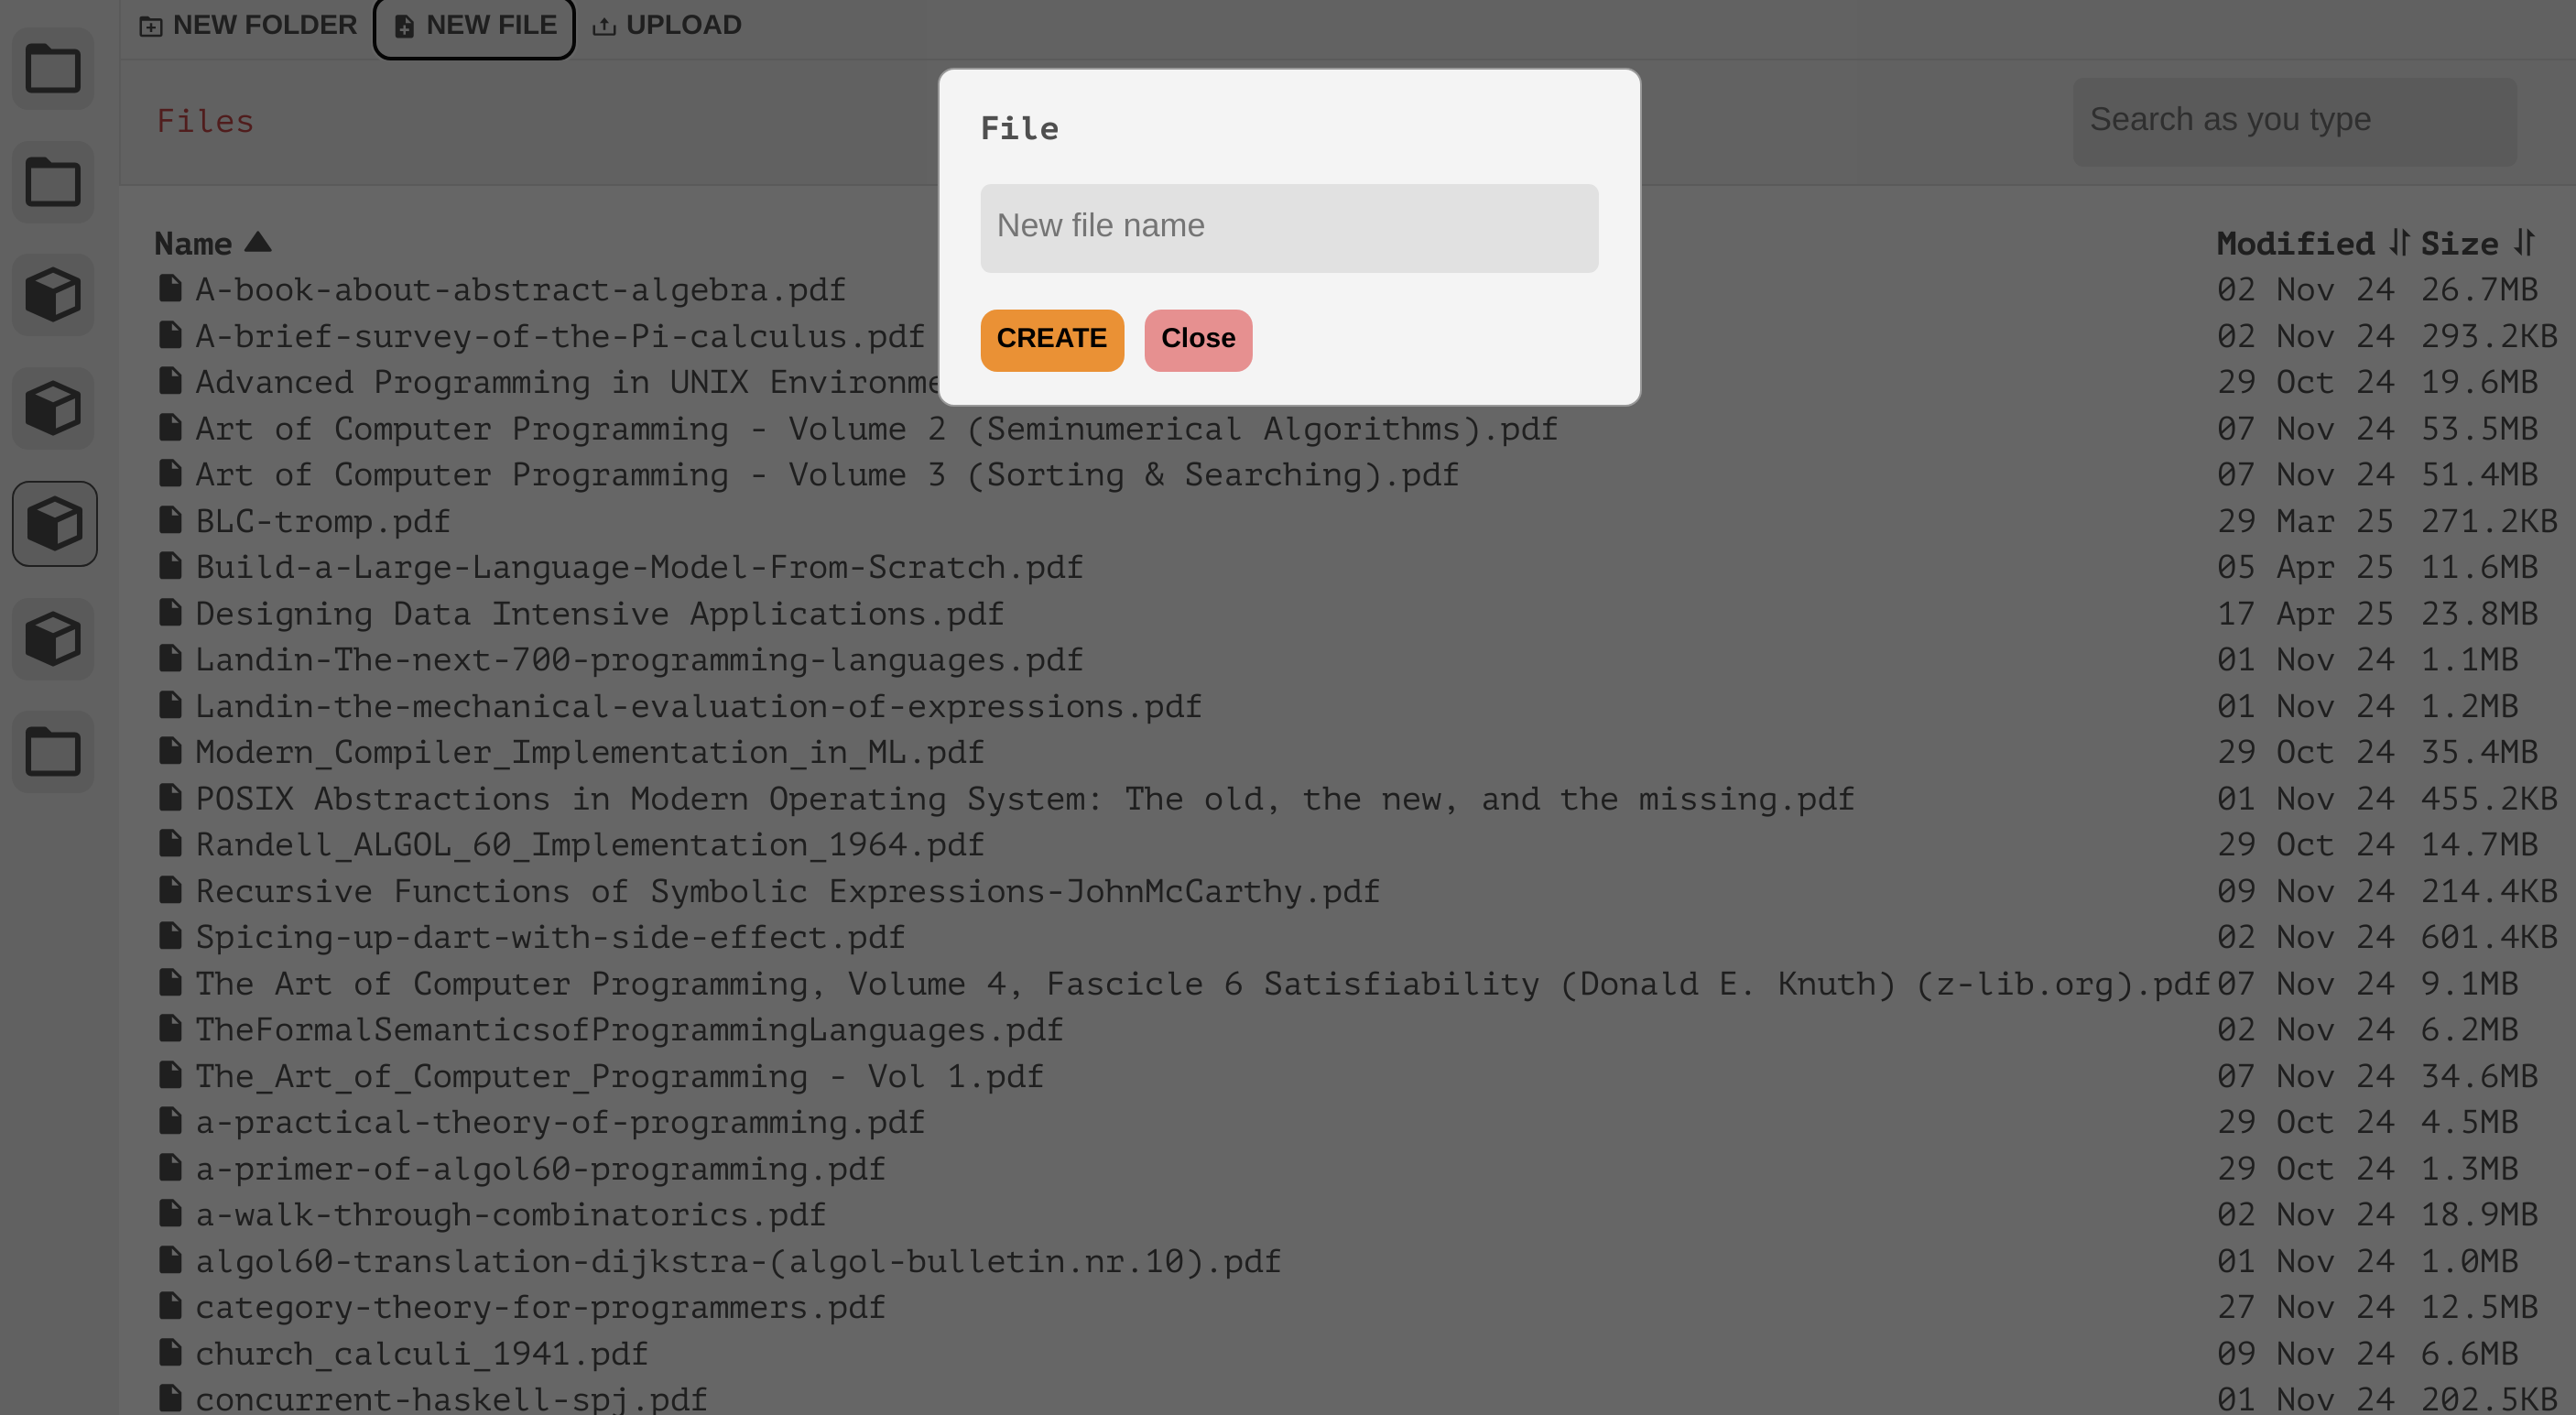 NEW FOLDER NEW FILE UPLOAD
Files
Search as you type
File
New file name
CREATE Close
Name Modified Size
A-book-about-abstract-algebra.pdf 02 Nov 24 26.7MB
A-brief-survey-of-the-Pi-calculus.pdf 02 Nov 24 293.2KB
Advanced Programming in UNIX Environme 29 Oct 24 19.6MB
Art of Computer Programming - Volume 2 (Seminumerical Algorithms).pdf 07 Nov 24 53.5MB
Art of Computer Programming - Volume 3 (Sorting & Searching).pdf 07 Nov 24 51.4MB
BLC-tromp.pdf 29 Mar 25 271.2KB
Build-a-Large-Language-Model-From-Scratch.pdf 05 Apr 25 11.6MB
Designing Data Intensive Applications.pdf 17 Apr 25 23.8MB
Landin-The-next-700-programming-languages.pdf 01 Nov 24 1.1MB
Landin-the-mechanical-evaluation-of-expressions.pdf 01 Nov 24 1.2MB
Modern_Compiler_Implementation_in_ML.pdf 29 Oct 24 35.4MB
POSIX Abstractions in Modern Operating System: The old, the new, and the missing.pdf 01 Nov 24 455.2KB
Randell_ALGOL_60_Implementation_1964.pdf 29 Oct 24 14.7MB
Recursive Functions of Symbolic Expressions-JohnMcCarthy.pdf 09 Nov 24 214.4KB
Spicing-up-dart-with-side-effect.pdf 02 Nov 24 601.4KB
The Art of Computer Programming, Volume 4, Fascicle 6 Satisfiability (Donald E. Knuth) (z-lib.org).pdf 07 Nov 24 9.1MB
TheFormalSemanticsofProgrammingLanguages.pdf 02 Nov 24 6.2MB
The_Art_of_Computer_Programming - Vol 1.pdf 07 Nov 24 34.6MB
a-practical-theory-of-programming.pdf 29 Oct 24 4.5MB
a-primer-of-algol60-programming.pdf 29 Oct 24 1.3MB
a-walk-through-combinatorics.pdf 02 Nov 24 18.9MB
algol60-translation-dijkstra-(algol-bulletin.nr.10).pdf 01 Nov 24 1.0MB
category-theory-for-programmers.pdf 27 Nov 24 12.5MB
church_calculi_1941.pdf 09 Nov 24 6.6MB
concurrent-haskell-spj.pdf 01 Nov 24 202.5KB